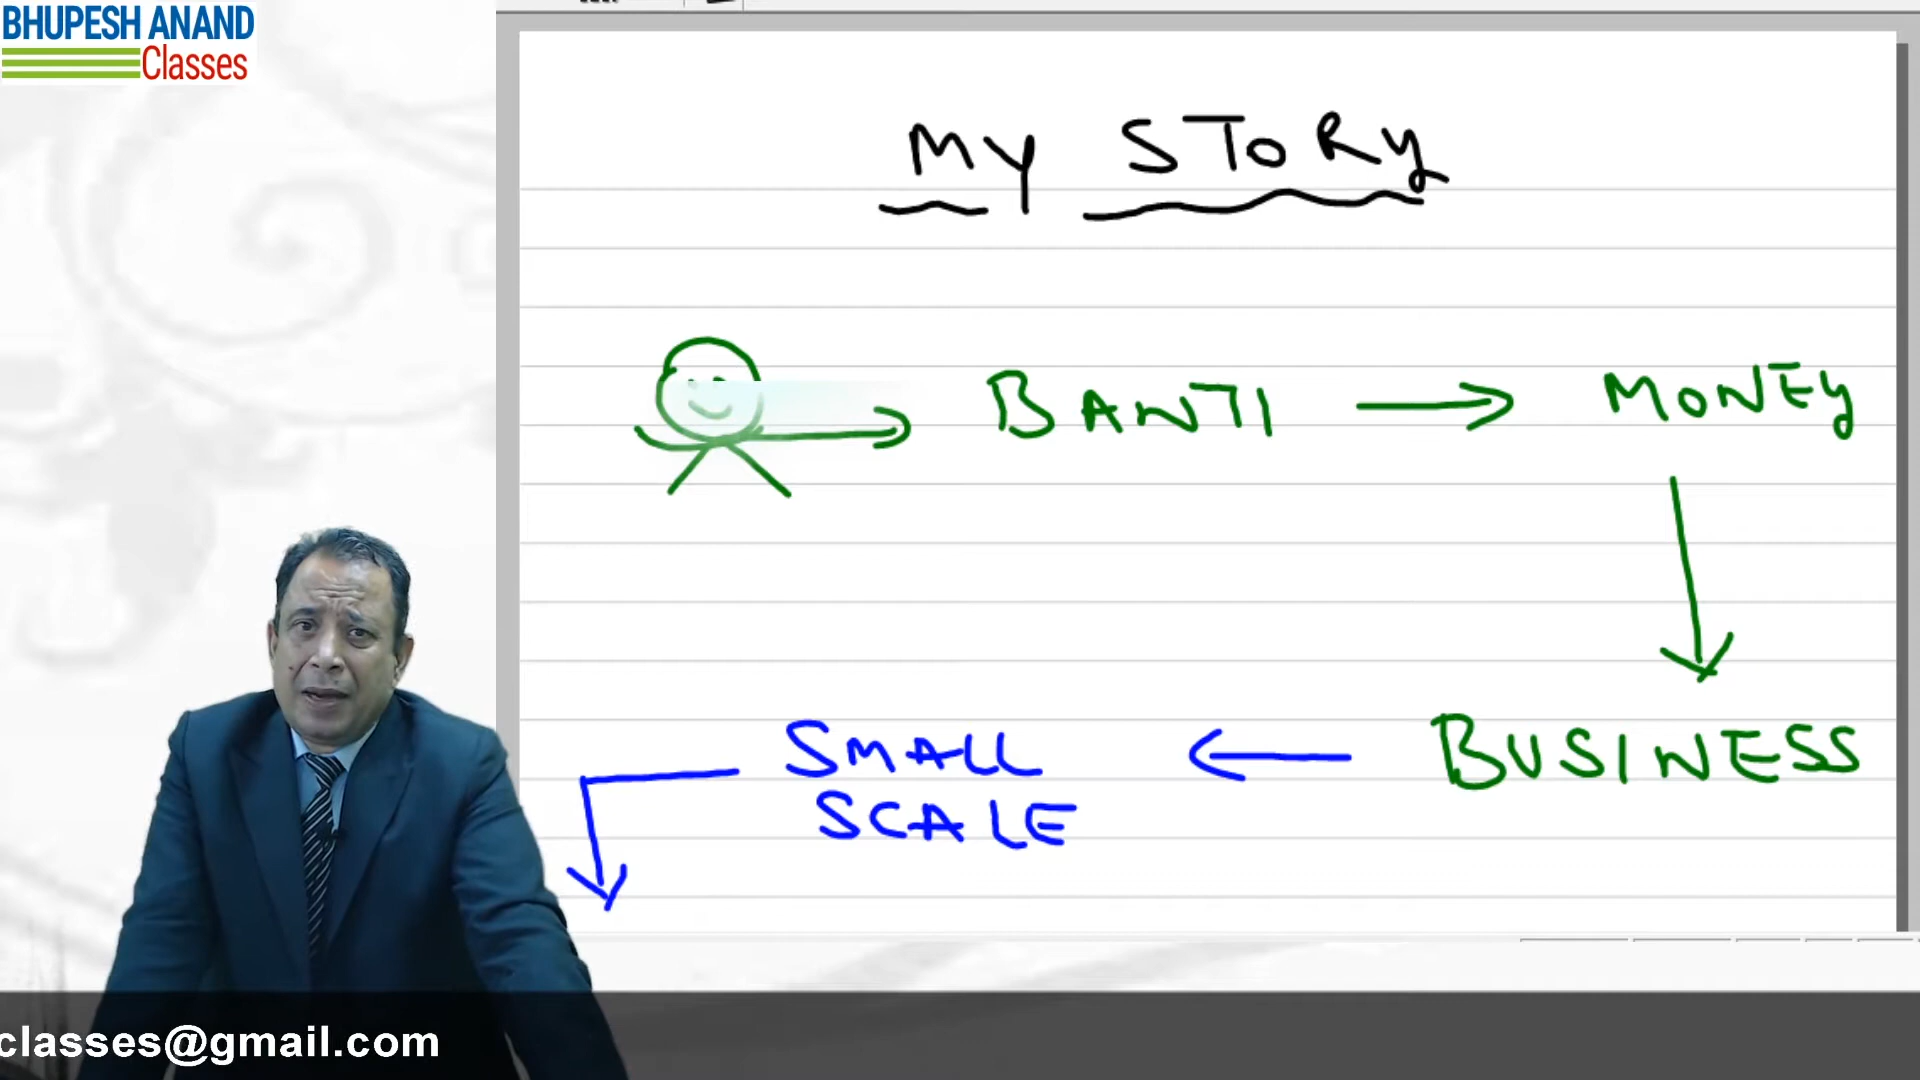 BHUPESH ANAND
Classes
MY STORY
BANTI → MONEY
SMALL ← BUSINESS
SCALE
classes@gmail.com